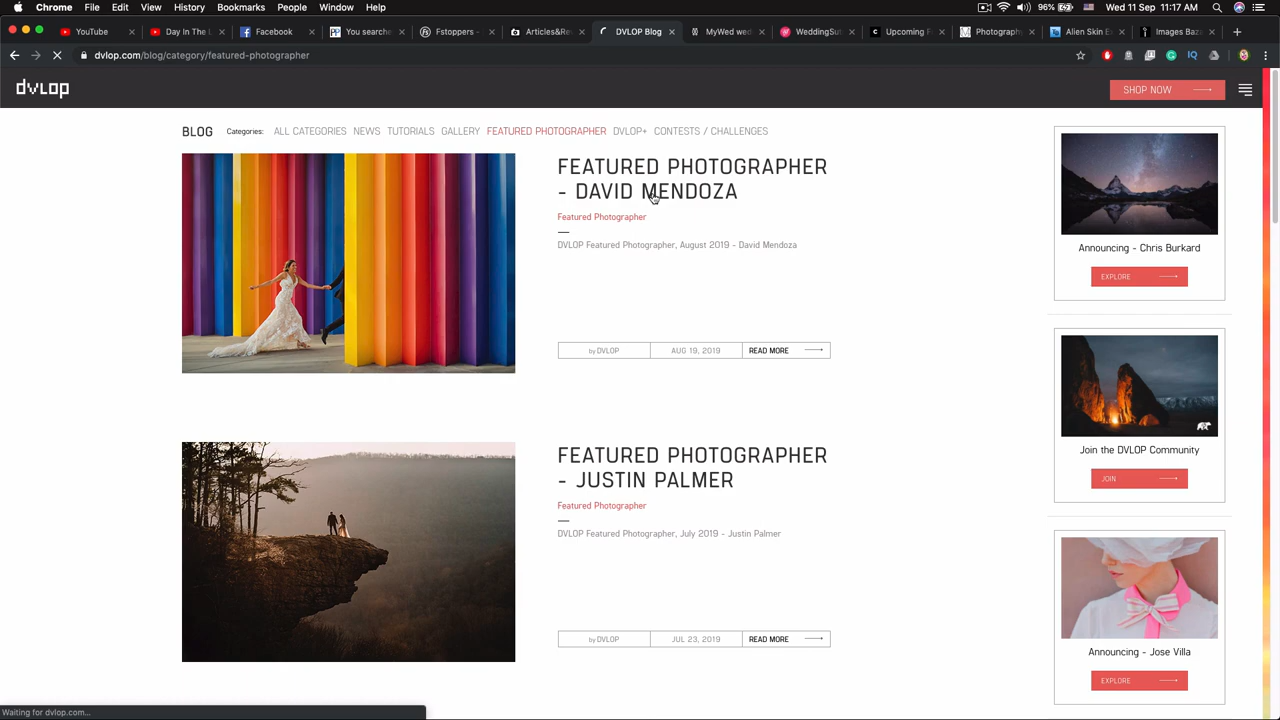 Chrome File Edit View History Bookmarks People Window Help 96% Wed 11 Sep 11:17 AM
YouTube Day In The L Facebook You searche Fstoppers - Articles&Re DVLOP Blog MyWed wed WeddingSui Upcoming F Photograph Alien Skin Ex Images Baz
dvlop.com/blog/category/featured-photographer
dvlop
SHOP NOW
BLOG Categories: ALL CATEGORIES NEWS TUTORIALS GALLERY FEATURED PHOTOGRAPHER DVLOP+ CONTESTS / CHALLENGES
FEATURED PHOTOGRAPHER
- DAVID MENDOZA
Featured Photographer
DVLOP Featured Photographer, August 2019 - David Mendoza
by DVLOP AUG 19, 2019 READ MORE
FEATURED PHOTOGRAPHER
- JUSTIN PALMER
Featured Photographer
DVLOP Featured Photographer, July 2019 - Justin Palmer
by DVLOP JUL 23, 2019 READ MORE
Announcing - Chris Burkard
EXPLORE
Join the DVLOP Community
JOIN
Announcing - Jose Villa
EXPLORE
Waiting for dvlop.com...